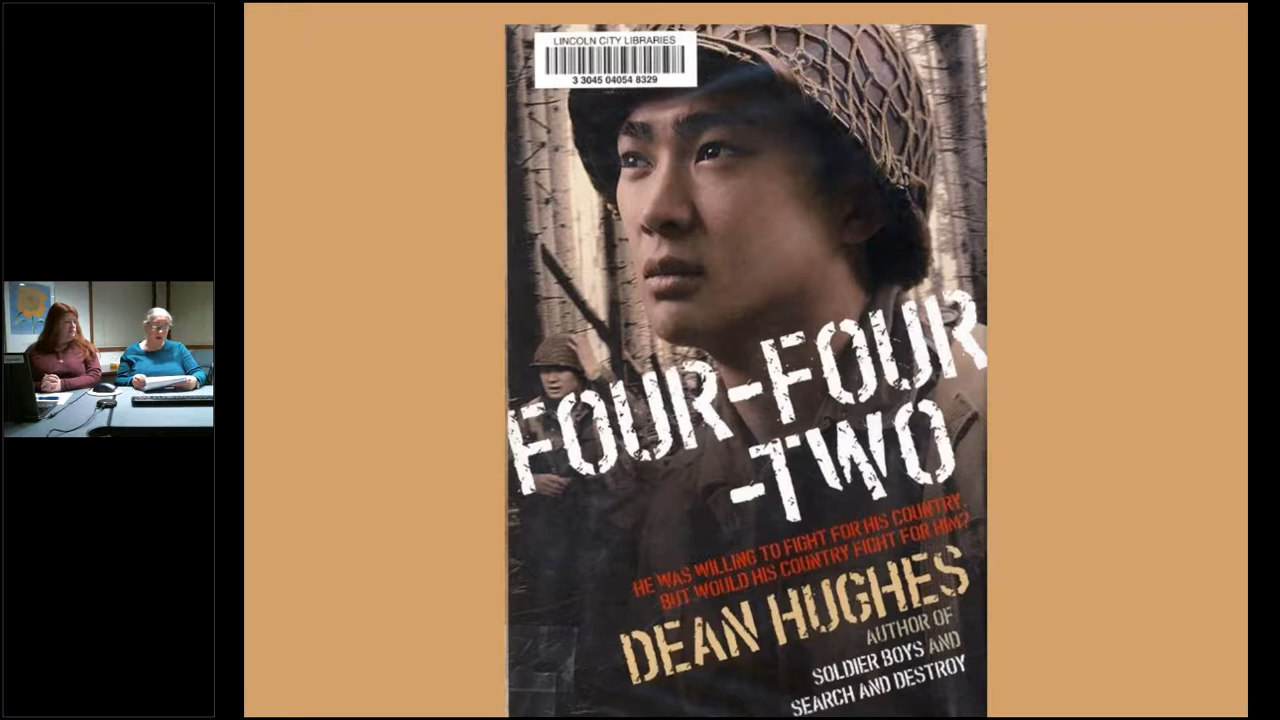 LINCOLN CITY LIBRARIES
3 3045 04054 8329
FOUR-FOUR
-TWO
HE WAS WILLING TO FIGHT FOR HIS COUNTRY.
BUT WOULD HIS COUNTRY FIGHT FOR HIM?
DEAN HUGHES
AUTHOR OF
SOLDIER BOYS AND
SEARCH AND DESTROY